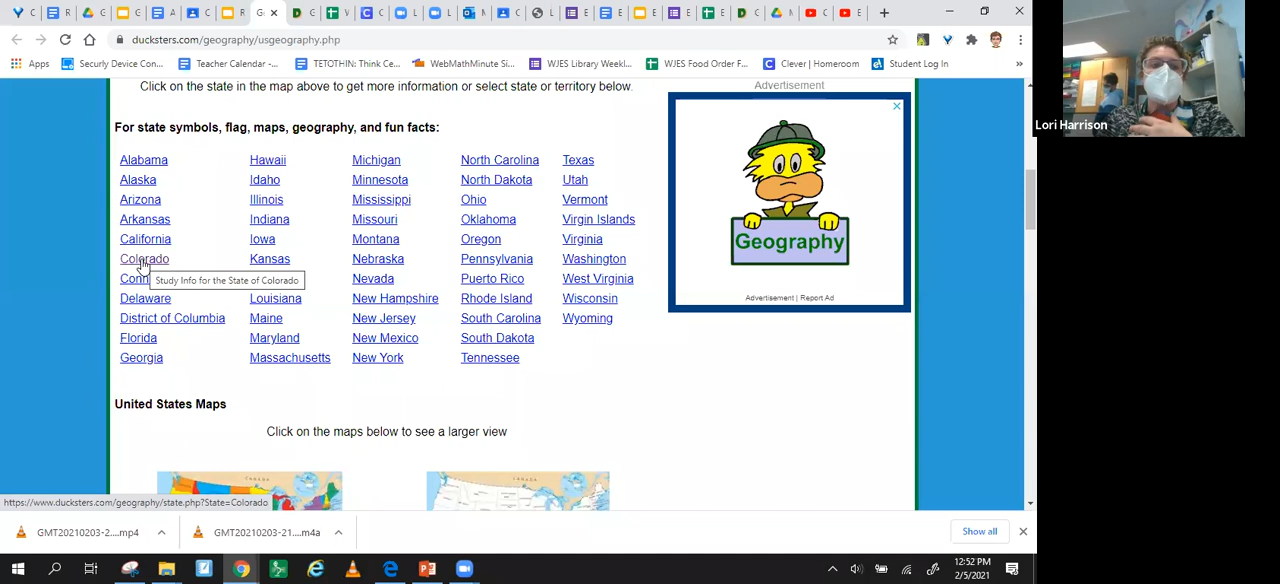 ducksters.com/geography/usgeography.php
Apps Securly Device Con... Teacher Calendar -... TETOTHIN: Think Ce... WebMathMinute Si... WJES Library Weekl... WJES Food Order F... Clever | Homeroom Student Log In »
Click on the state in the map above to get more information or select state or territory below.
Advertisement
For state symbols, flag, maps, geography, and fun facts:
Alabama Hawaii Michigan North Carolina Texas
Alaska Idaho Minnesota North Dakota Utah
Arizona Illinois Mississippi Ohio Vermont
Arkansas Indiana Missouri Oklahoma Virgin Islands
California Iowa Montana Oregon Virginia
Colorado Kansas Nebraska Pennsylvania Washington
Conn Nevada Puerto Rico West Virginia
Study Info for the State of Colorado
Delaware Louisiana New Hampshire Rhode Island Wisconsin
District of Columbia Maine New Jersey South Carolina Wyoming
Florida Maryland New Mexico South Dakota
Georgia Massachusetts New York Tennessee
Geography
Advertisement | Report Ad
United States Maps
Click on the maps below to see a larger view
CANADA CANADA
https://www.ducksters.com/geography/state.php?State=Colorado
GMT20210203-2....mp4 GMT20210203-21....m4a Show all
12:52 PM
2/5/2021
Lori Harrison